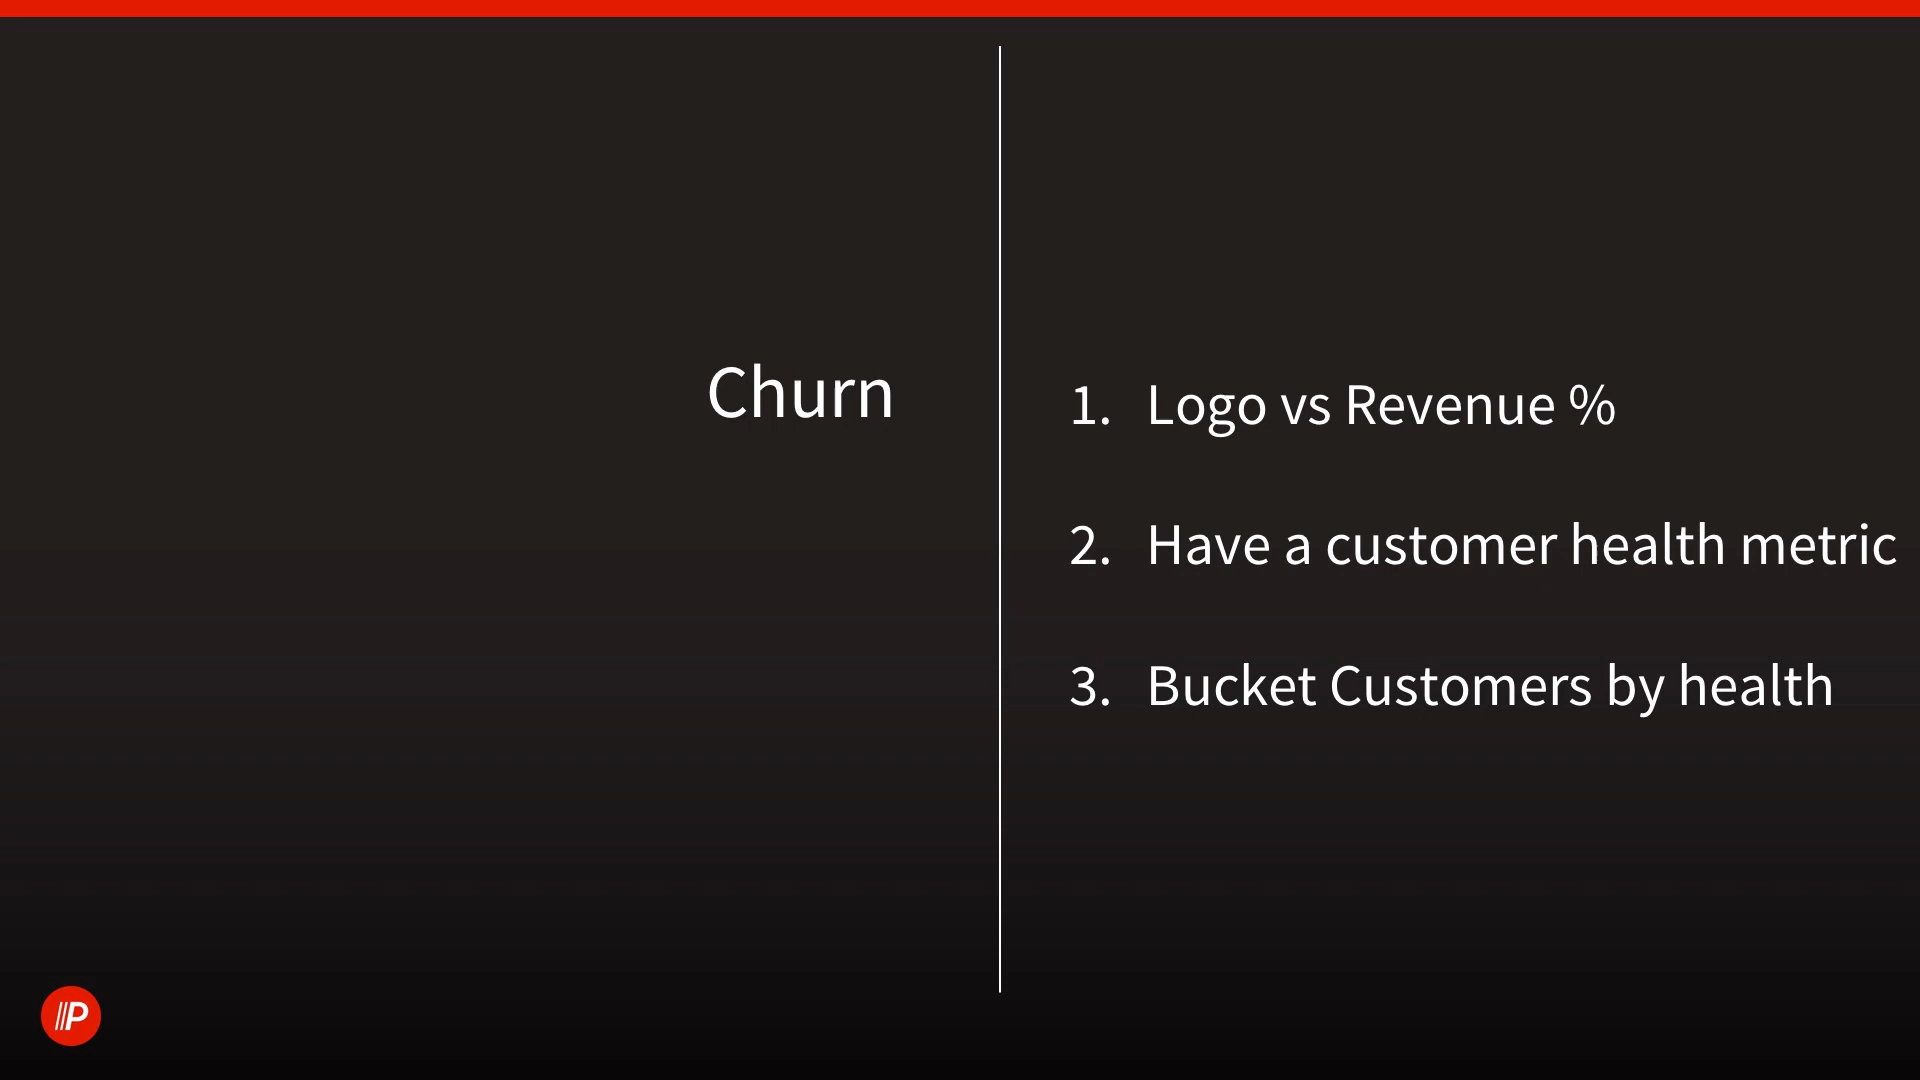 Churn
1. Logo vs Revenue %
2. Have a customer health metric
3. Bucket Customers by health
P